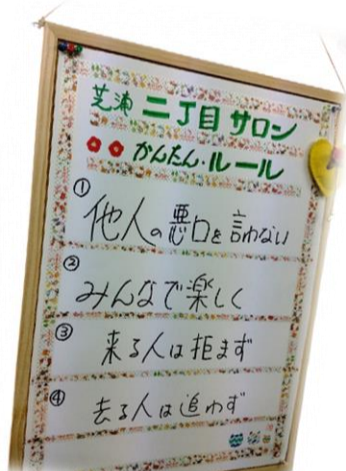 芝浦 二丁目 サロン
かんたん・ルール
①
他人の悪口を言わない
②
みんなで楽しく
③
来る人は拒まず
④
去る人は追わず